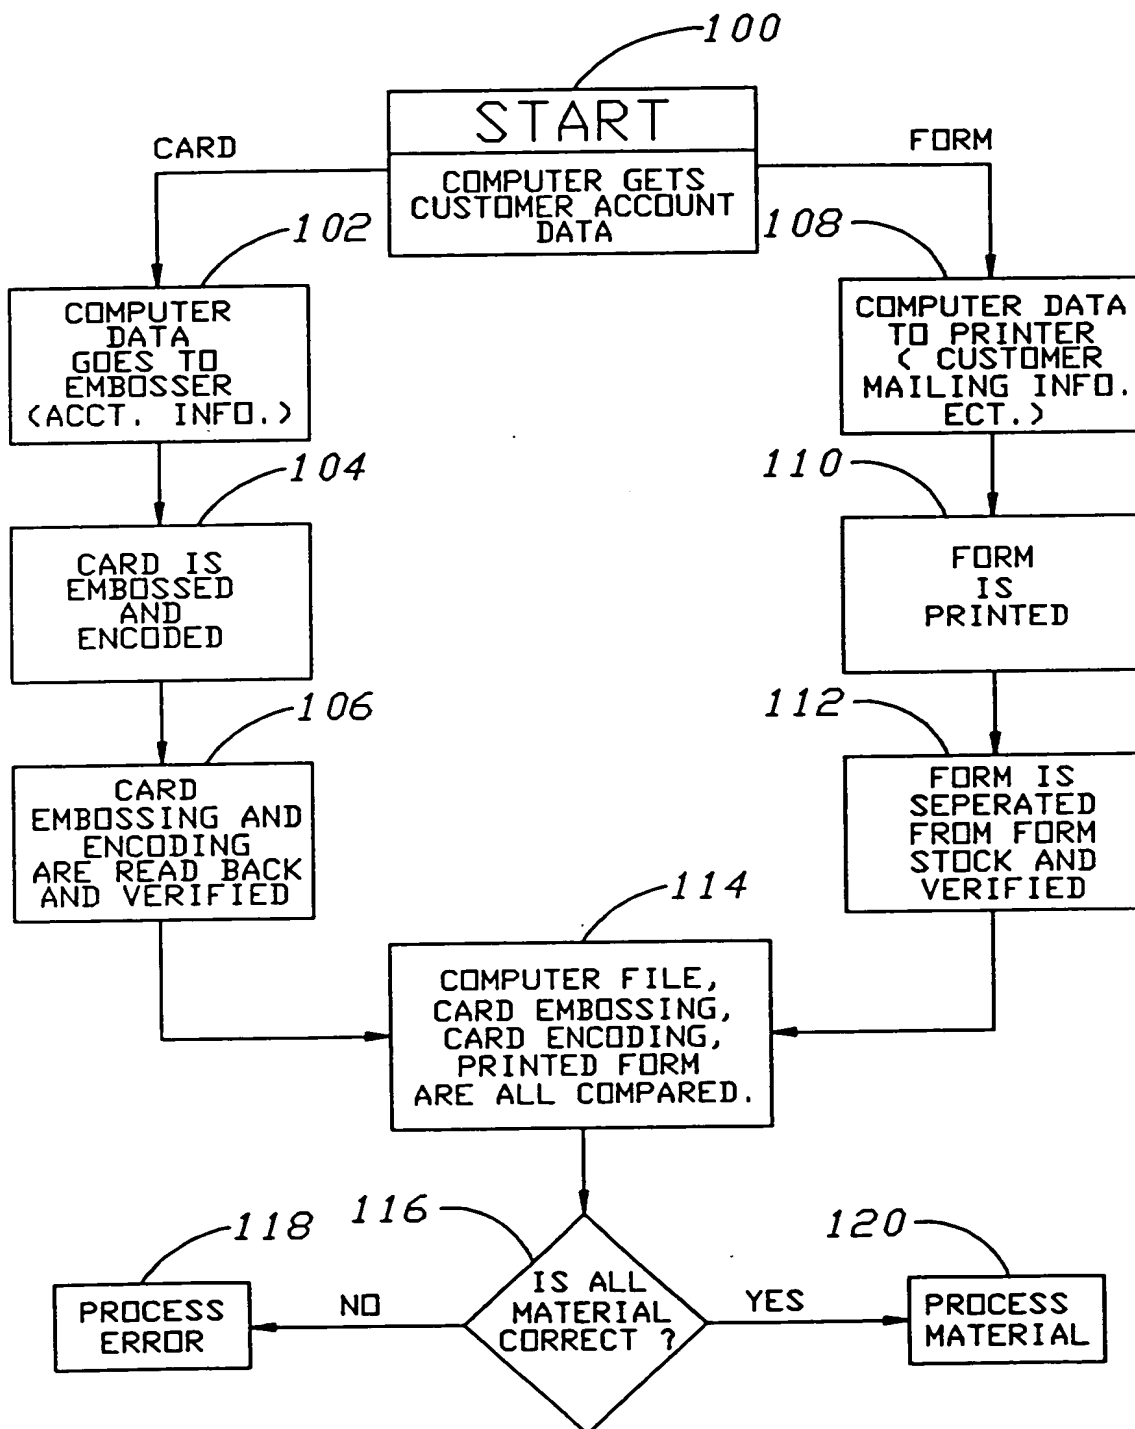 100
START
COMPUTER GETS
CUSTOMER ACCOUNT
DATA
CARD
FORM
102
COMPUTER
DATA
GOES TO
EMBOSSER
(ACCT. INFO.)
108
COMPUTER DATA
TO PRINTER
( CUSTOMER
MAILING INFO.
ECT.)
104
CARD IS
EMBOSSED
AND
ENCODED
110
FORM
IS
PRINTED
106
CARD
EMBOSSING AND
ENCODING
ARE READ BACK
AND VERIFIED
112
FORM IS
SEPERATED
FROM FORM
STOCK AND
VERIFIED
114
COMPUTER FILE,
CARD EMBOSSING,
CARD ENCODING,
PRINTED FORM
ARE ALL COMPARED.
116
IS ALL
MATERIAL
CORRECT ?
NO
YES
118
PROCESS
ERROR
120
PROCESS
MATERIAL